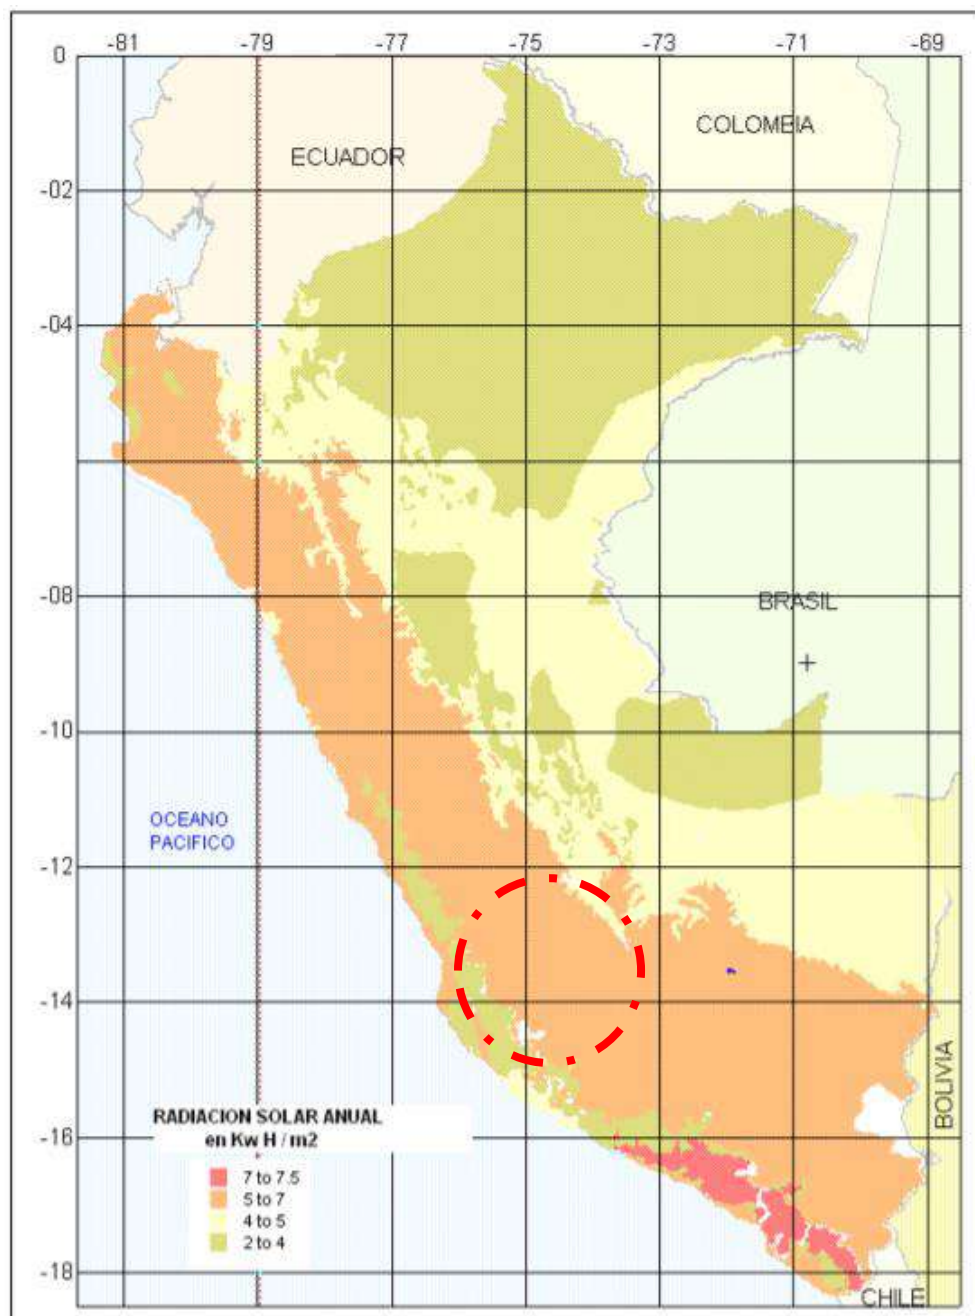 -81 -79 -77 -75 -73 -71 -69
0
COLOMBIA
ECUADOR
-02
-04
-08
BRASIL
-10
OCEANO
PACIFICO
-12
-14
BOLIVIA
RADIACION SOLAR ANUAL
en Kw H / m2
-16
7 to 7.5
5 to 7
4 to 5
2 to 4
-18
CHILE